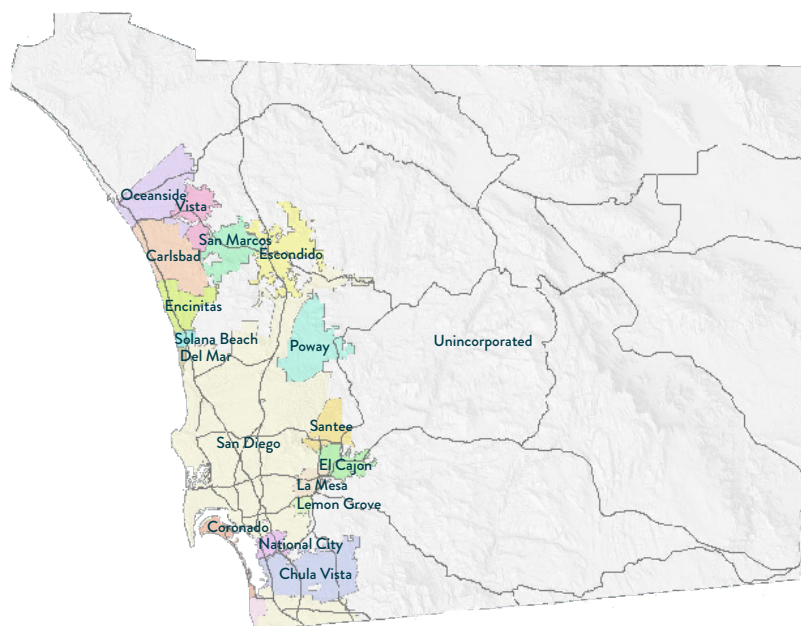 Oceanside
Vista
San Marcos
Carlsbad
Escondido
Encinitas
Solana Beach
Del Mar
Poway
Unincorporated
Santee
San Diego
El Cajon
La Mesa
Lemon Grove
Coronado
National City
Chula Vista